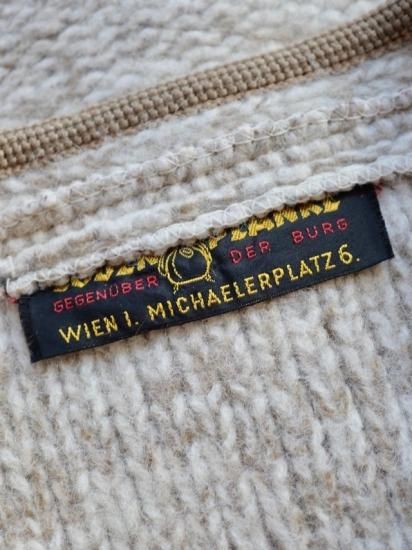 GEGENÜBER DER BURG
WIEN I. MICHAELERPLATZ 6.